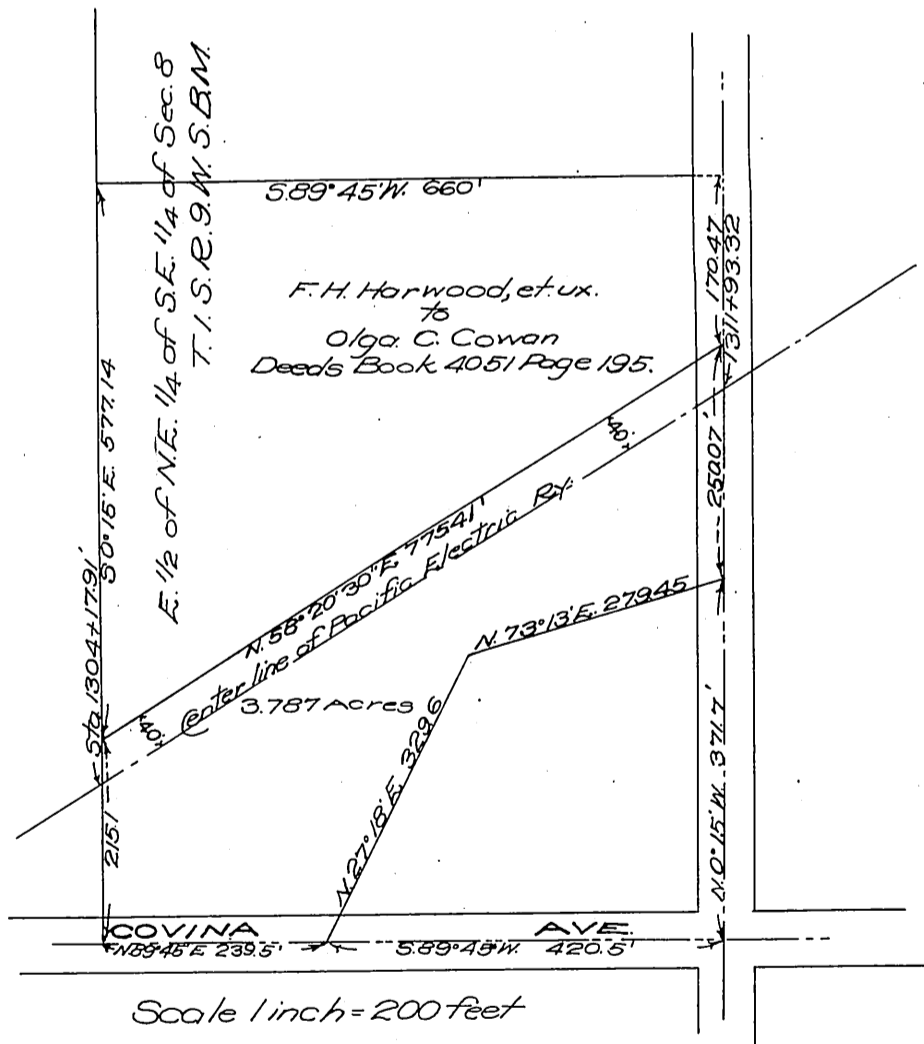 E. 1/2 of N.E. 1/4 of S.E. 1/4 of Sec. 8
T. 1. S. R. 9. W. S. B. M.
S.89°45'W. 660'
F. H. Harwood, et. ux.
to
Olga. C. Cowan
Deeds Book 4051 Page 195.
170.47
1311+93.32
S0°15'E. 577.14
Sta. 1304+17.91'
40'
250.07'
N. 58°20'30"E. 775.41'
Center line of Pacific Electric Ry.
40'
3.787 Acres
N. 73°13'E. 279.45
N. 27°18'E. 329.6
N.0°15'W. 371.7'
215.1
COVINA AVE.
N89°45'E 239.5'
S.89°45'W. 420.5'
Scale 1 inch = 200 feet